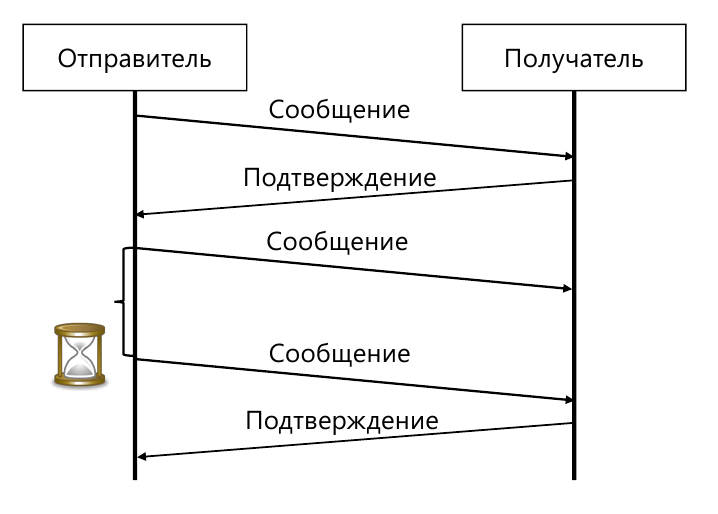 Отправитель
Получатель
Сообщение
Подтверждение
Сообщение
Сообщение
Подтверждение